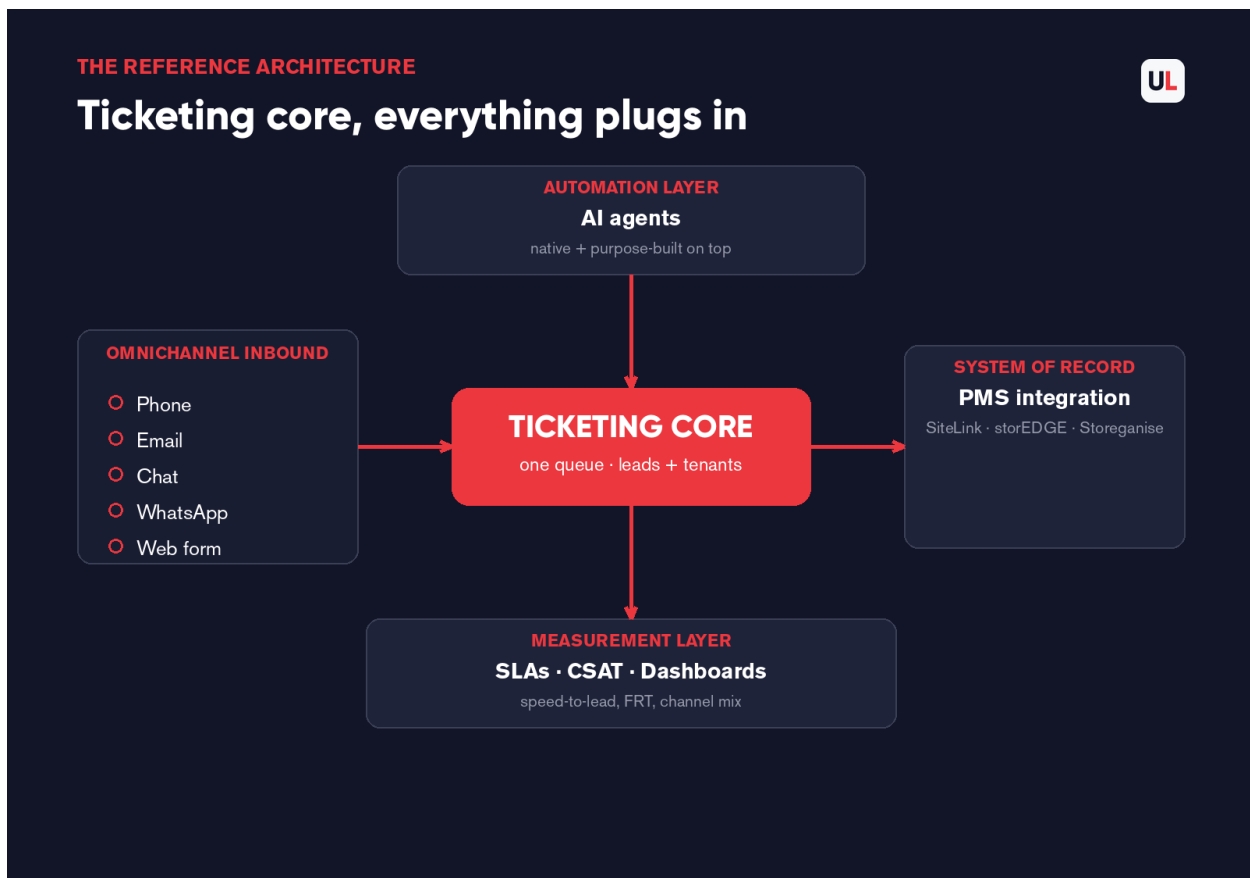 THE REFERENCE ARCHITECTURE
UL
Ticketing core, everything plugs in
AUTOMATION LAYER
AI agents
native + purpose-built on top
OMNICHANNEL INBOUND
Phone
Email
Chat
WhatsApp
Web form
TICKETING CORE
one queue · leads + tenants
SYSTEM OF RECORD
PMS integration
SiteLink · storEDGE · Storeganise
MEASUREMENT LAYER
SLAs · CSAT · Dashboards
speed-to-lead, FRT, channel mix